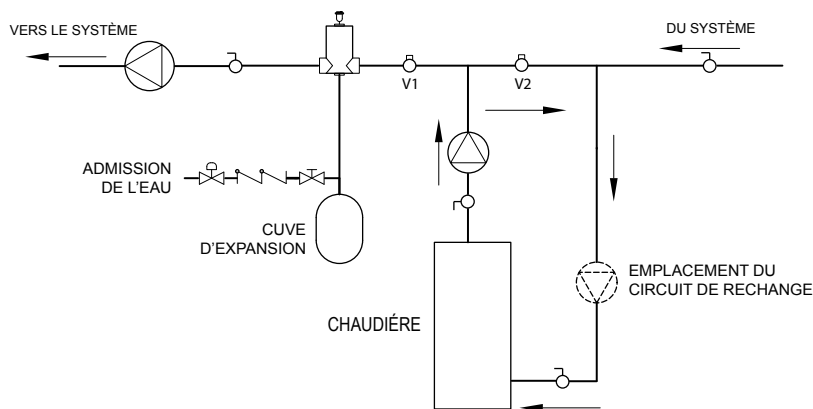 VERS LE SYSTÈME
DU SYSTÈME
V1
V2
ADMISSION
DE L'EAU
CUVE
D'EXPANSION
EMPLACEMENT DU
CIRCUIT DE RECHANGE
CHAUDIÉRE